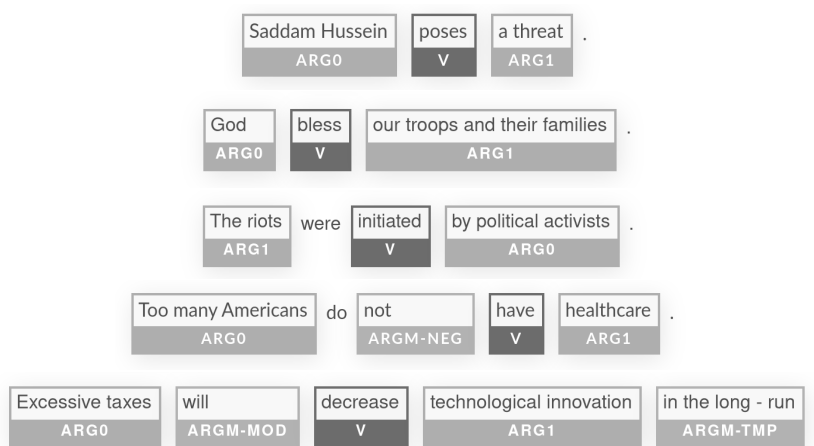 Saddam Hussein poses a threat .
ARG0 V ARG1
God bless our troops and their families .
ARG0 V ARG1
The riots were initiated by political activists .
ARG1 V ARG0
Too many Americans do not have healthcare .
ARG0 ARGM-NEG V ARG1
Excessive taxes will decrease technological innovation in the long - run
ARG0 ARGM-MOD V ARG1 ARGM-TMP